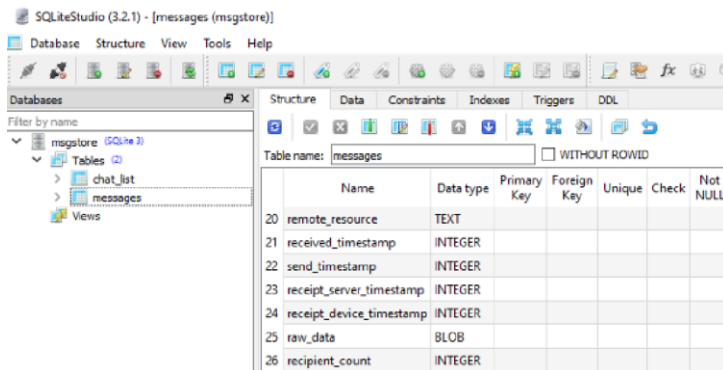 SQLiteStudio (3.2.1) - [messages (msgstore)]
Database Structure View Tools Help
Databases
Filter by name
msgstore (SQLite 3)
Tables (2)
chat_list
messages
Views
Structure Data Constraints Indexes Triggers DDL
Table name: messages WITHOUT ROWID
Name Data type Primary Key Foreign Key Unique Check Not NULL
20 remote_resource TEXT
21 received_timestamp INTEGER
22 send_timestamp INTEGER
23 receipt_server_timestamp INTEGER
24 receipt_device_timestamp INTEGER
25 raw_data BLOB
26 recipient_count INTEGER